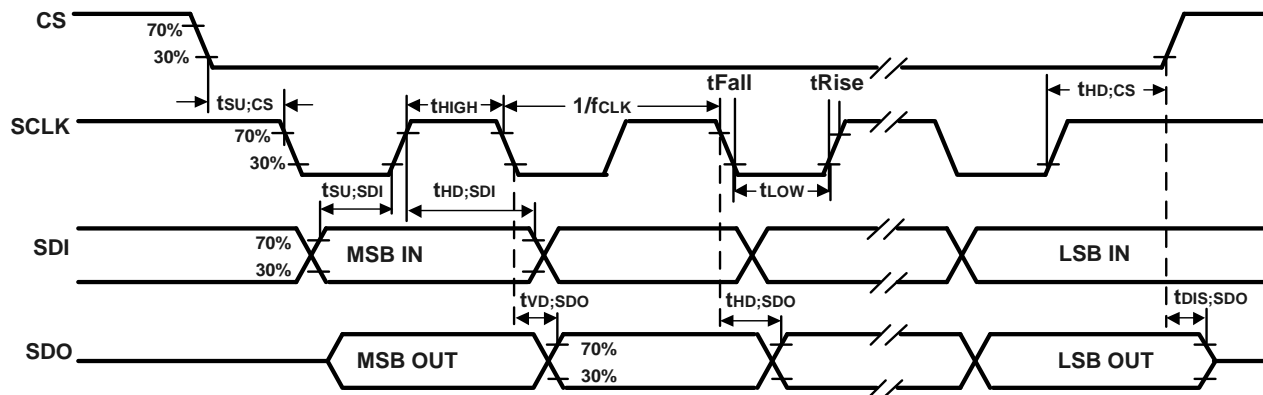 CS
70%
30%
tFall
tRise
tSU;CS
tHIGH
1/fCLK
tHD;CS
SCLK
70%
30%
tSU;SDI
tHD;SDI
tLOW
SDI
70%
30%
MSB IN
LSB IN
tVD;SDO
tHD;SDO
tDIS;SDO
SDO
MSB OUT
70%
30%
LSB OUT